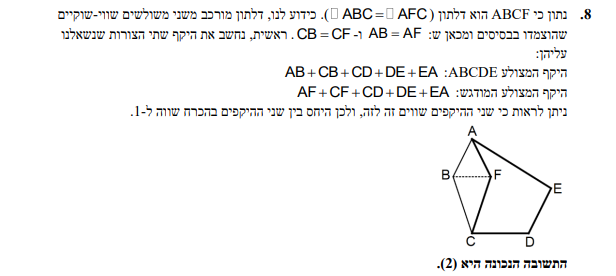 8. נתון כי ABCF הוא דלתון (□ ABC = □ AFC). כידוע לנו, דלתון מורכב משני משולשים שווי-שוקיים
שהוצמדו בבסיסים ומכאן ש: AB = AF ו- CB = CF. ראשית, נחשב את היקף שתי הצורות שנשאלנו
עליהן:
היקף המצולע ABCDE: AB + CB + CD + DE + EA
היקף המצולע המודגש: AF + CF + CD + DE + EA
ניתן לראות כי שני ההיקפים שווים זה לזה, ולכן היחס בין שני ההיקפים בהכרח שווה ל-1.
A
B F
E
C D
התשובה הנכונה היא (2).